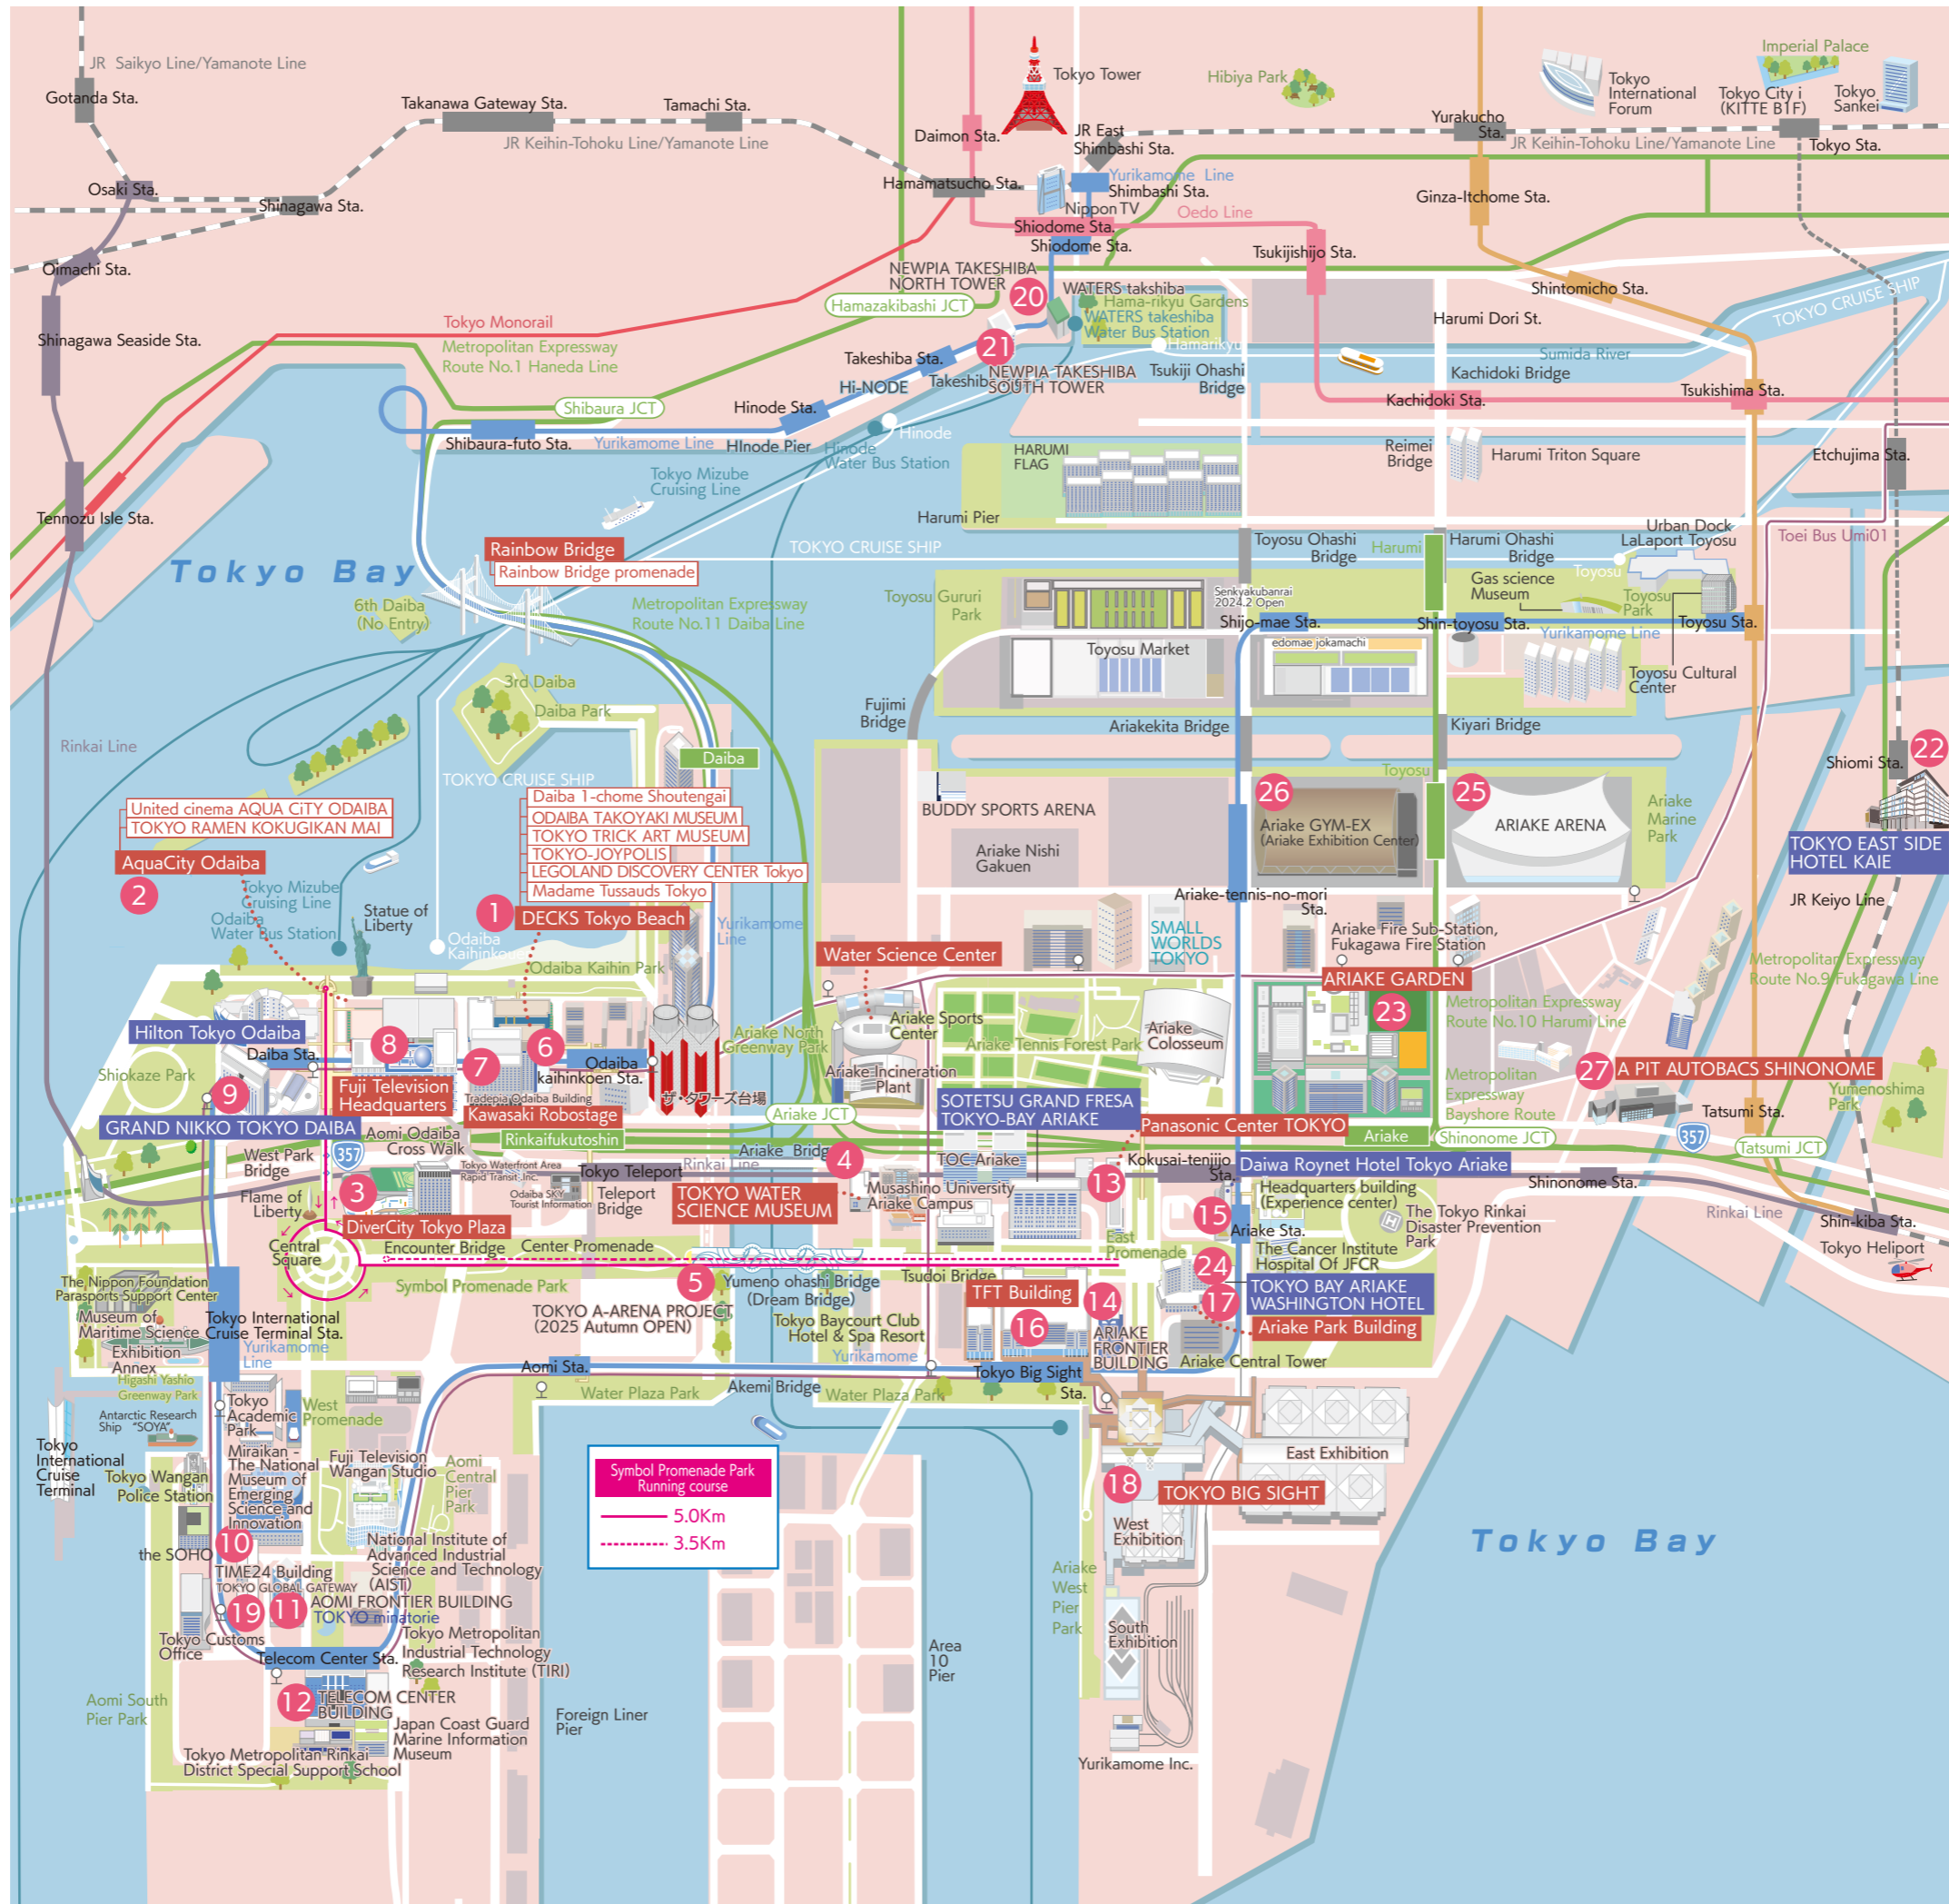 JR Saikyo Line/Yamanote Line
Gotanda Sta.
Takanawa Gateway Sta.
Tamachi Sta.
JR Keihin-Tohoku Line/Yamanote Line
Daimon Sta.
Tokyo Tower
JR East
Shimbashi Sta.
Hibiya Park
Yurakucho
Sta.
Tokyo
International
Forum
Imperial Palace
Tokyo City i
(KITTE B1F)
Tokyo
Sankei
JR Keihin-Tohoku Line/Yamanote Line
Tokyo Sta.
Osaki Sta.
Shinagawa Sta.
Hamamatsucho Sta.
Yurikamome Line
Shimbashi Sta.
Nippon TV
Oedo Line
Ginza-Itchome Sta.
Shiodome Sta.
Shiodome Sta.
Tsukijishijo Sta.
Oimachi Sta.
NEWPIA TAKESHIBA
NORTH TOWER
20
WATERS takshiba
Hama-rikyu Gardens
WATERS takeshiba
Water Bus Station
Hamazakibashi JCT
Shintomicho Sta.
TOKYO CRUISE SHIP
Harumi Dori St.
Tokyo Monorail
Metropolitan Expressway
Route No.1 Haneda Line
Shinagawa Seaside Sta.
21
Hamarikyu
Takeshiba Sta.
Hi-NODE
NEWPIA TAKESHIBA
SOUTH TOWER
Tsukiji Ohashi
Bridge
Sumida River
Kachidoki Bridge
Tsukishima Sta.
Kachidoki Sta.
Shibaura JCT
Hinode Sta.
Shibaura-futo Sta.
Yurikamome Line
HInode Pier
Hinode
Hinode
Water Bus Station
Tokyo Mizube
Cruising Line
HARUMI
FLAG
Reimei
Bridge
Harumi Triton Square
Etchujima Sta.
Tennozu Isle Sta.
Harumi Pier
Rainbow Bridge
Rainbow Bridge promenade
TOKYO CRUISE SHIP
Toyosu Ohashi
Bridge
Harumi
Harumi Ohashi
Bridge
Urban Dock
LaLaport Toyosu
Toei Bus Umi01
Tokyo Bay
6th Daiba
(No Entry)
Metropolitan Expressway
Route No.11 Daiba Line
Toyosu Gururi
Park
Senkyakubanrai
2024.2 Open
Gas science
Museum
Toyosu
Toyosu
Park
Shijo-mae Sta.
Shin-toyosu Sta.
Yurikamome Line
Toyosu Sta.
Toyosu Market
edomae jokamachi
Toyosu Cultural
Center
3rd Daiba
Daiba Park
Fujimi
Bridge
Ariakekita Bridge
Kiyari Bridge
Rinkai Line
Daiba
TOKYO CRUISE SHIP
Shiomi Sta.
22
Toyosu
United cinema AQUA CiTY ODAIBA
TOKYO RAMEN KOKUGIKAN MAI
AquaCity Odaiba
2
Daiba 1-chome Shoutengai
ODAIBA TAKOYAKI MUSEUM
TOKYO TRICK ART MUSEUM
TOKYO-JOYPOLIS
LEGOLAND DISCOVERY CENTER Tokyo
Madame Tussauds Tokyo
1
DECKS Tokyo Beach
BUDDY SPORTS ARENA
Ariake Nishi
Gakuen
26
Ariake GYM-EX
(Ariake Exhibition Center)
25
ARIAKE ARENA
Ariake
Marine
Park
TOKYO EAST SIDE
HOTEL KAIE
JR Keiyo Line
Tokyo Mizube
Cruising Line
Odaiba
Water Bus Station
Statue of
Liberty
Odaiba
Kaihinkouen
Odaiba Kaihin Park
Yurikamome
Line
Ariake-tennis-no-mori
Sta.
SMALL
WORLDS
TOKYO
Ariake Fire Sub-Station,
Fukagawa Fire Station
Water Science Center
ARIAKE GARDEN
23
Metropolitan Expressway
Route No.9 Fukagawa Line
Metropolitan Expressway
Route No.10 Harumi Line
Hilton Tokyo Odaiba
Daiba Sta.
8
7
6
Odaiba
kaihinkoen Sta.
Ariake North
Greenway Park
Ariake Sports
Center
Ariake Tennis Forest Park
Ariake
Colosseum
Shiokaze Park
9
Fuji Television
Headquarters
Tradepia Odaiba Building
Kawasaki Robostage
ザ・タワーズ台場
Ariake Incineration
Plant
Metropolitan
Expressway
Bayshore Route
27
A PIT AUTOBACS SHINONOME
Yumenoshima
Park
Tatsumi Sta.
GRAND NIKKO TOKYO DAIBA
Ariake JCT
SOTETSU GRAND FRESA
TOKYO-BAY ARIAKE
Panasonic Center TOKYO
Ariake
Shinonome JCT
357
Tatsumi JCT
West Park
Bridge
357
Aomi Odaiba
Cross Walk
Rinkaifukutoshin
Ariake Bridge
4
TOC Ariake
Kokusai-tenjijo
Sta.
Daiwa Roynet Hotel Tokyo Ariake
Tokyo Waterfront Area
Rapid Transit, Inc.
Tokyo Teleport
Rinkai Line
Flame of
Liberty
3
DiverCity Tokyo Plaza
Odaiba SKY
Tourist Information
Teleport
Bridge
TOKYO WATER
SCIENCE MUSEUM
Musashino University
Ariake Campus
13
Headquarters building
(Experience center)
Shinonome Sta.
15
Ariake Sta.
The Tokyo Rinkai
Disaster Prevention
Park
Rinkai Line
Shin-kiba Sta.
Tokyo Heliport
Central
Square
Encounter Bridge
Center Promenade
East
Promenade
The Cancer Institute
Hospital Of JFCR
Symbol Promenade Park
5
Yumeno ohashi Bridge
(Dream Bridge)
Tsudoi Bridge
24
TOKYO BAY ARIAKE
WASHINGTON HOTEL
The Nippon Foundation
Parasports Support Center
TFT Building
14
17
Ariake Park Building
Museum of
Maritime Science
Tokyo International
Cruise Terminal Sta.
TOKYO A-ARENA PROJECT
(2025 Autumn OPEN)
Tokyo Baycourt Club
Hotel & Spa Resort
16
ARIAKE
FRONTIER
BUILDING
Ariake Central Tower
Exhibition
Annex
Yurikamome
Line
Aomi Sta.
Yurikamome
Tokyo Big Sight
Sta.
Higashi Yashio
Greenway Park
Water Plaza Park
Akemi Bridge
Water Plaza Park
Tokyo
Academic
Park
West
Promenade
Antarctic Research
Ship "SOYA"
Tokyo
International
Cruise
Terminal
Tokyo Wangan
Police Station
Miraikan -
The National
Museum of
Emerging
Science and
Innovation
Fuji Television
Wangan Studio
Aomi
Central
Pier
Park
Symbol Promenade Park
Running course
5.0Km
3.5Km
East Exhibition
18
TOKYO BIG SIGHT
West
Exhibition
Tokyo Bay
the SOHO
10
National Institute of
Advanced Industrial
Science and Technology
(AIST)
TIME24 Building
TOKYO GLOBAL GATEWAY
19
11
AOMI FRONTIER BUILDING
TOKYO minatorie
Ariake
West
Pier
Park
Tokyo Customs
Office
Tokyo Metropolitan
Industrial Technology
Research Institute (TIRI)
South
Exhibition
Area
10
Pier
Telecom Center Sta.
12
TELECOM CENTER
BUILDING
Aomi South
Pier Park
Japan Coast Guard
Marine Information
Museum
Foreign Liner
Pier
Tokyo Metropolitan Rinkai
District Special Support School
Yurikamome Inc.